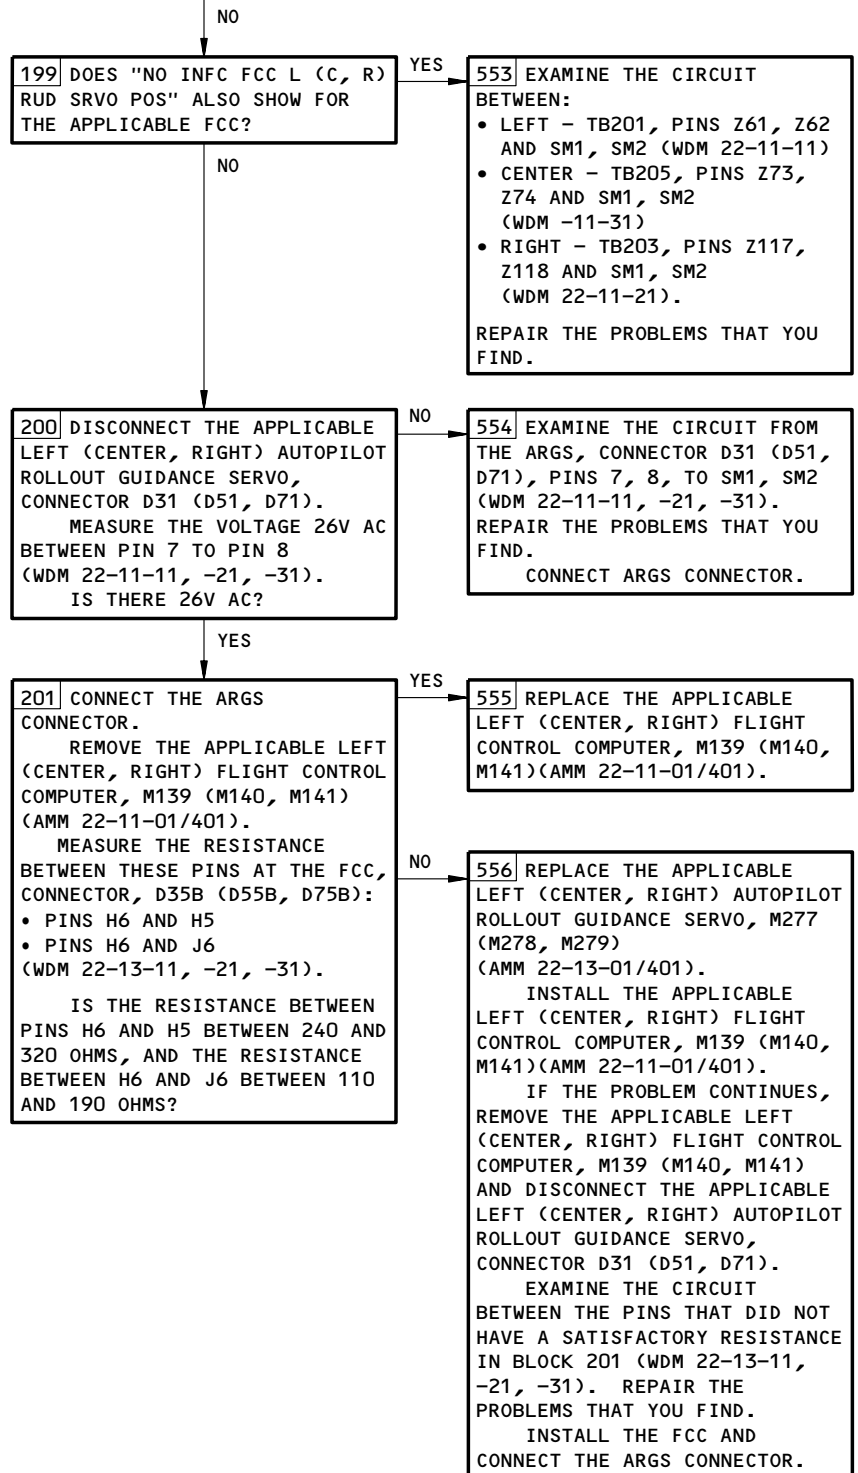 NO
199 DOES "NO INFC FCC L (C, R)
RUD SRVO POS" ALSO SHOW FOR
THE APPLICABLE FCC?
YES
553 EXAMINE THE CIRCUIT
BETWEEN:
• LEFT – TB201, PINS Z61, Z62
AND SM1, SM2 (WDM 22–11–11)
• CENTER – TB205, PINS Z73,
Z74 AND SM1, SM2
(WDM –11–31)
• RIGHT – TB203, PINS Z117,
Z118 AND SM1, SM2
(WDM 22–11–21).
REPAIR THE PROBLEMS THAT YOU
FIND.
NO
200 DISCONNECT THE APPLICABLE
LEFT (CENTER, RIGHT) AUTOPILOT
ROLLOUT GUIDANCE SERVO,
CONNECTOR D31 (D51, D71).
MEASURE THE VOLTAGE 26V AC
BETWEEN PIN 7 TO PIN 8
(WDM 22–11–11, –21, –31).
IS THERE 26V AC?
NO
554 EXAMINE THE CIRCUIT FROM
THE ARGS, CONNECTOR D31 (D51,
D71), PINS 7, 8, TO SM1, SM2
(WDM 22–11–11, –21, –31).
REPAIR THE PROBLEMS THAT YOU
FIND.
CONNECT ARGS CONNECTOR.
YES
201 CONNECT THE ARGS
CONNECTOR.
REMOVE THE APPLICABLE LEFT
(CENTER, RIGHT) FLIGHT CONTROL
COMPUTER, M139 (M140, M141)
(AMM 22–11–01/401).
MEASURE THE RESISTANCE
BETWEEN THESE PINS AT THE FCC,
CONNECTOR, D35B (D55B, D75B):
• PINS H6 AND H5
• PINS H6 AND J6
(WDM 22–13–11, –21, –31).
IS THE RESISTANCE BETWEEN
PINS H6 AND H5 BETWEEN 240 AND
320 OHMS, AND THE RESISTANCE
BETWEEN H6 AND J6 BETWEEN 110
AND 190 OHMS?
YES
555 REPLACE THE APPLICABLE
LEFT (CENTER, RIGHT) FLIGHT
CONTROL COMPUTER, M139 (M140,
M141)(AMM 22–11–01/401).
NO
556 REPLACE THE APPLICABLE
LEFT (CENTER, RIGHT) AUTOPILOT
ROLLOUT GUIDANCE SERVO, M277
(M278, M279)
(AMM 22–13–01/401).
INSTALL THE APPLICABLE
LEFT (CENTER, RIGHT) FLIGHT
CONTROL COMPUTER, M139 (M140,
M141)(AMM 22–11–01/401).
IF THE PROBLEM CONTINUES,
REMOVE THE APPLICABLE LEFT
(CENTER, RIGHT) FLIGHT CONTROL
COMPUTER, M139 (M140, M141)
AND DISCONNECT THE APPLICABLE
LEFT (CENTER, RIGHT) AUTOPILOT
ROLLOUT GUIDANCE SERVO,
CONNECTOR D31 (D51, D71).
EXAMINE THE CIRCUIT
BETWEEN THE PINS THAT DID NOT
HAVE A SATISFACTORY RESISTANCE
IN BLOCK 201 (WDM 22–13–11,
–21, –31).  REPAIR THE
PROBLEMS THAT YOU FIND.
INSTALL THE FCC AND
CONNECT THE ARGS CONNECTOR.